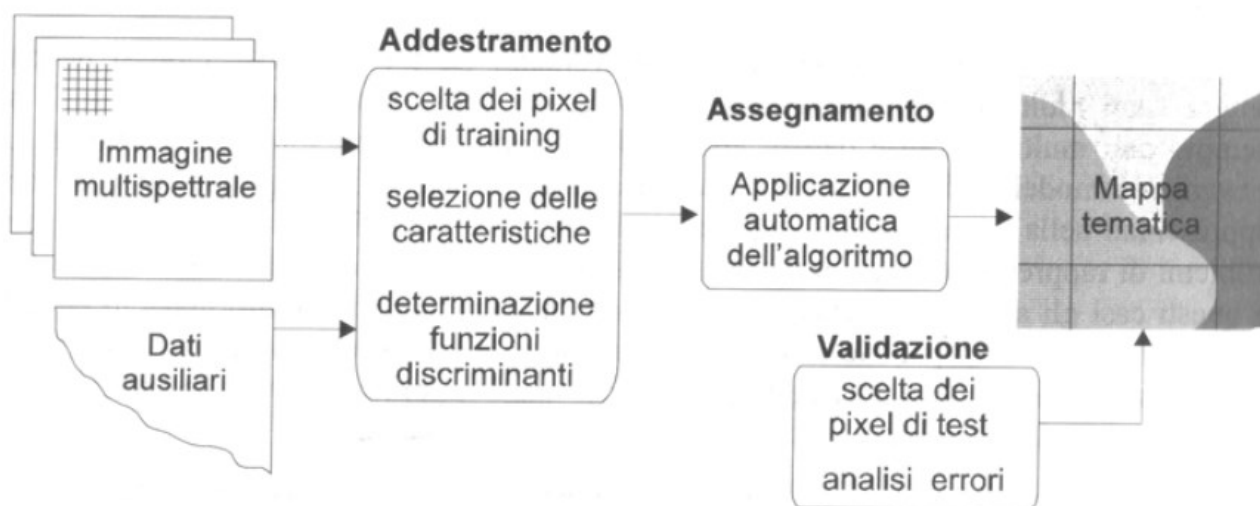 Immagine
multispettrale
Dati
ausiliari
Addestramento
scelta dei pixel
di training
selezione delle
caratteristiche
determinazione
funzioni
discriminanti
Assegnamento
Applicazione
automatica
dell'algoritmo
Mappa
tematica
Validazione
scelta dei
pixel di test
analisi errori